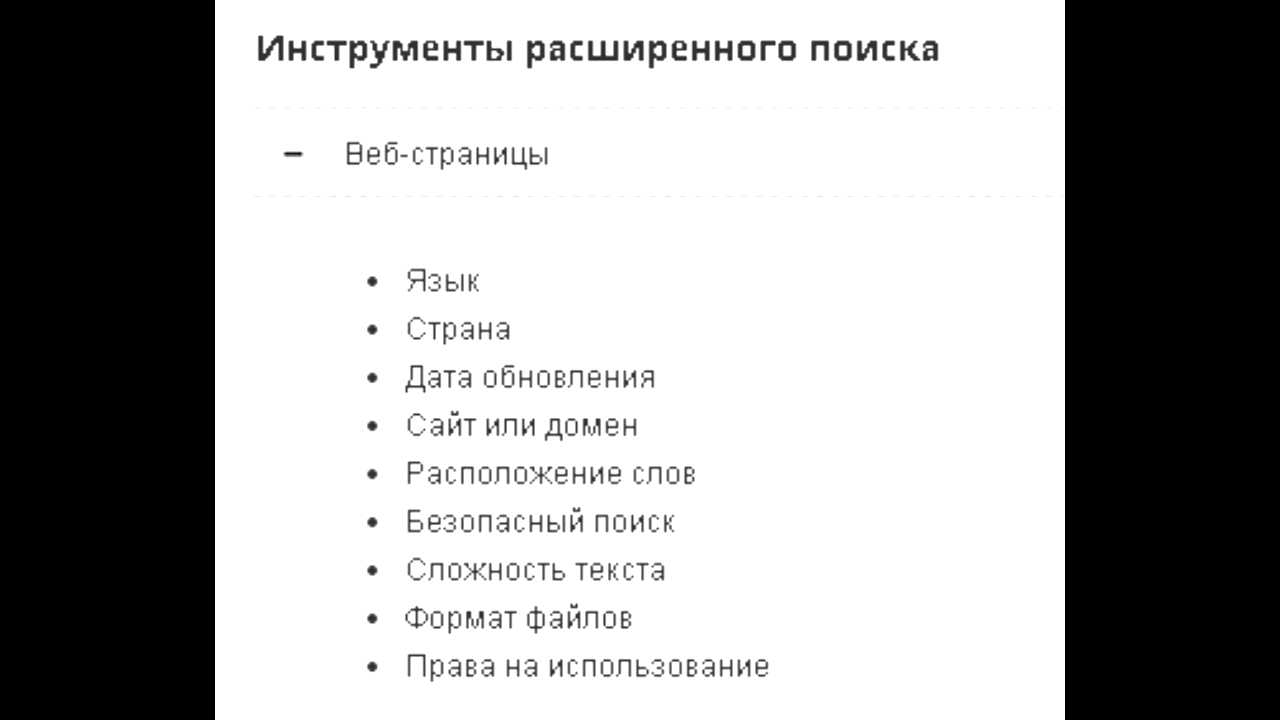 Инструменты расширенного поиска
– Веб-страницы
• Язык
• Страна
• Дата обновления
• Сайт или домен
• Расположение слов
• Безопасный поиск
• Сложность текста
• Формат файлов
• Права на использование